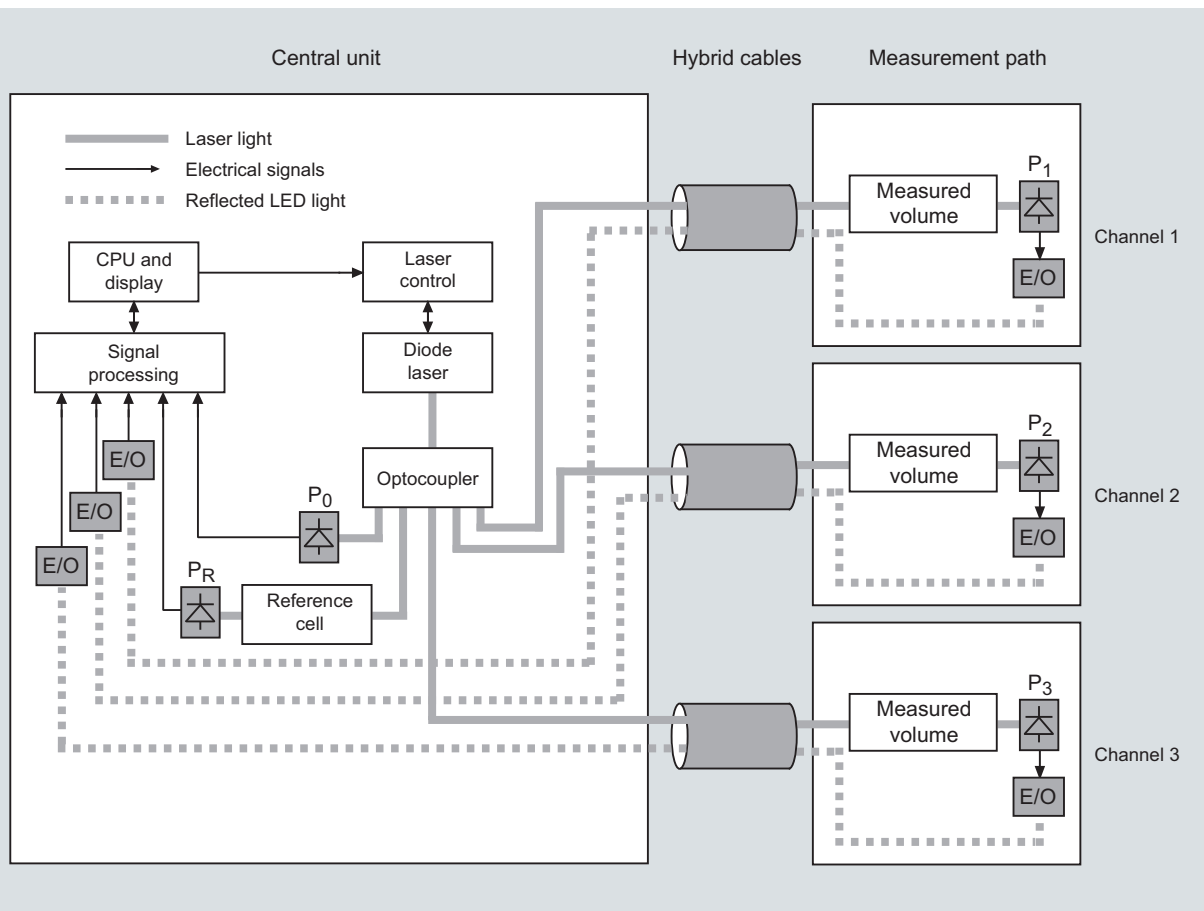 Central unit
Hybrid cables
Measurement path
Laser light
Electrical signals
Reflected LED light
CPU and
display
Laser
control
Signal
processing
Diode
laser
Optocoupler
E/O
E/O
E/O
P0
PR
Reference
cell
Measured
volume
P1
E/O
Channel 1
Measured
volume
P2
E/O
Channel 2
Measured
volume
P3
E/O
Channel 3